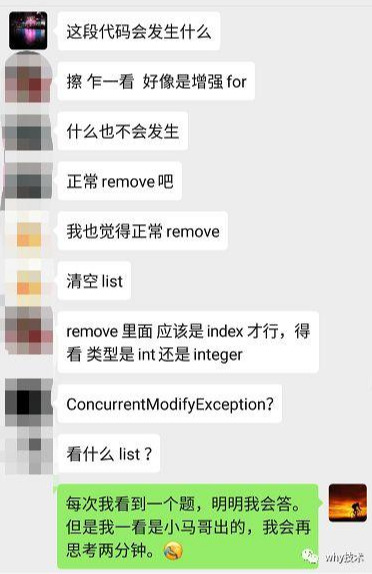 这段代码会发生什么
擦 乍一看 好像是增强 for
什么也不会发生
正常 remove 吧
我也觉得正常 remove
清空 list
remove 里面 应该是 index 才行，得
看 类型是 int 还是 integer
ConcurrentModifyException?
看什么 list ？
每次我看到一个题，明明我会答。
但是我一看是小马哥出的，我会再
思考两分钟。
why技术